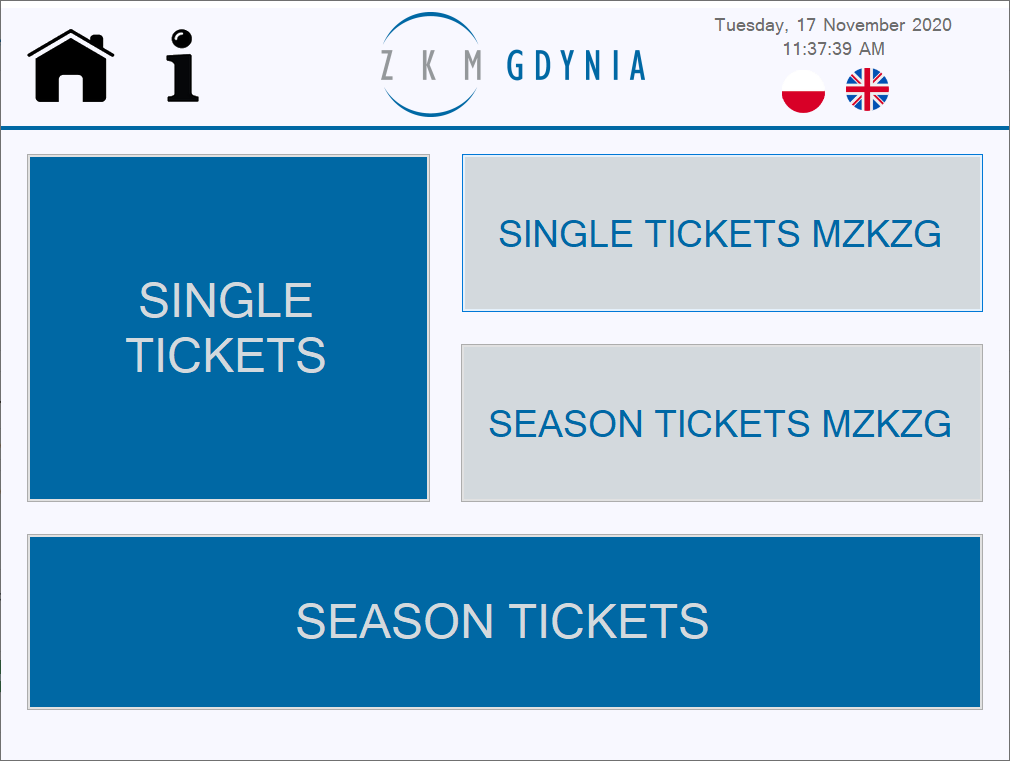 ZKM GDYNIA
Tuesday, 17 November 2020
11:37:39 AM
SINGLE
TICKETS
SINGLE TICKETS MZKZG
SEASON TICKETS MZKZG
SEASON TICKETS